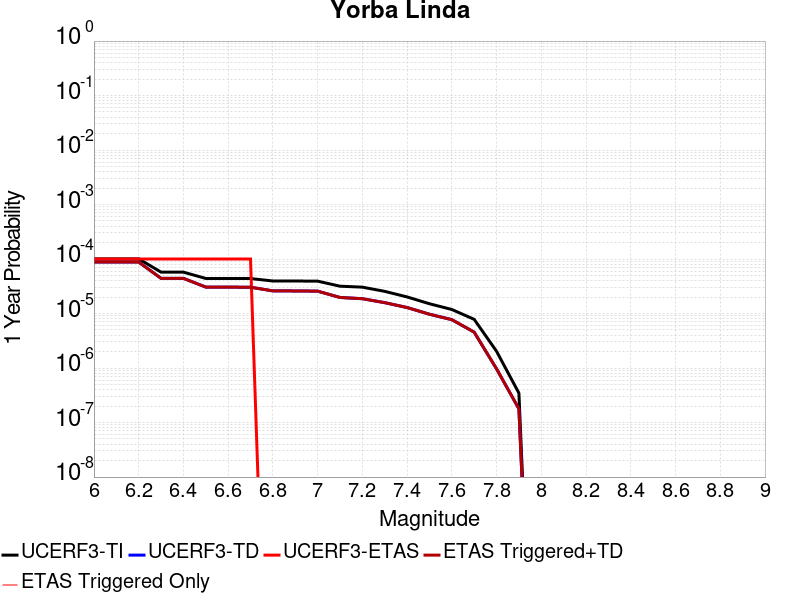 Yorba Linda
10^0
10^-1
10^-2
10^-3
10^-4
10^-5
10^-6
10^-7
10^-8
1 Year Probability
6 6.2 6.4 6.6 6.8 7 7.2 7.4 7.6 7.8 8 8.2 8.4 8.6 8.8 9
Magnitude
UCERF3-TI UCERF3-TD UCERF3-ETAS ETAS Triggered+TD
ETAS Triggered Only